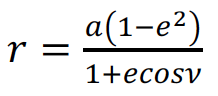 r = a(1−e²)/1+ecosν